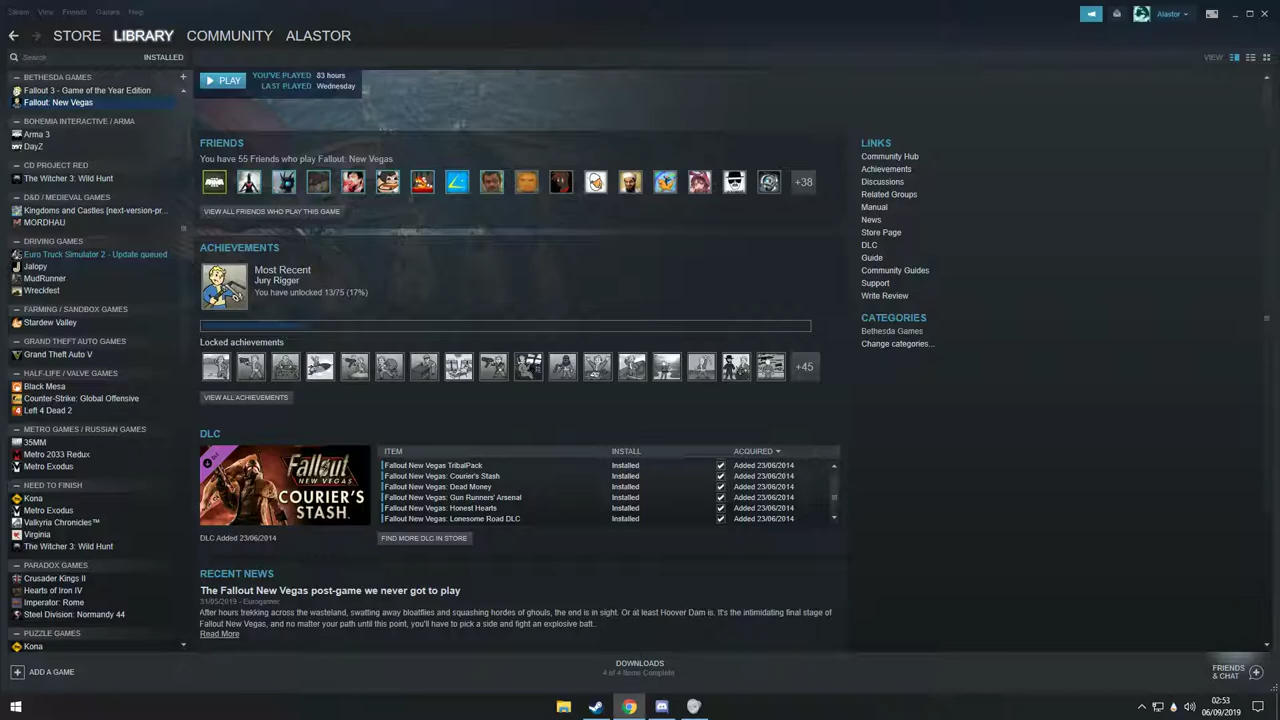 Steam View Friends Games Help
Alastor
STORE LIBRARY COMMUNITY ALASTOR
Search INSTALLED
VIEW
BETHESDA GAMES
Fallout 3 - Game of the Year Edition
Fallout: New Vegas
BOHEMIA INTERACTIVE / ARMA
Arma 3
DayZ
CD PROJECT RED
The Witcher 3: Wild Hunt
D&D / MEDIEVAL GAMES
Kingdoms and Castles [next-version-pr...
MORDHAU
DRIVING GAMES
Euro Truck Simulator 2 - Update queued
Jalopy
MudRunner
Wreckfest
FARMING / SANDBOX GAMES
Stardew Valley
GRAND THEFT AUTO GAMES
Grand Theft Auto V
HALF-LIFE / VALVE GAMES
Black Mesa
Counter-Strike: Global Offensive
Left 4 Dead 2
METRO GAMES / RUSSIAN GAMES
35MM
Metro 2033 Redux
Metro Exodus
NEED TO FINISH
Kona
Metro Exodus
Valkyria Chronicles™
Virginia
The Witcher 3: Wild Hunt
PARADOX GAMES
Crusader Kings II
Hearts of Iron IV
Imperator: Rome
Steel Division: Normandy 44
PUZZLE GAMES
Kona
PLAY
YOU'VE PLAYED 83 hours
LAST PLAYED Wednesday
FRIENDS
You have 55 Friends who play Fallout: New Vegas
+38
VIEW ALL FRIENDS WHO PLAY THIS GAME
ACHIEVEMENTS
Most Recent
Jury Rigger
You have unlocked 13/75 (17%)
Locked achievements
+45
VIEW ALL ACHIEVEMENTS
DLC
Fallout
NEW VEGAS
COURIER'S
STASH
DLC Added 23/06/2014
ITEM INSTALL ACQUIRED
Fallout New Vegas TribalPack Installed Added 23/06/2014
Fallout New Vegas: Courier's Stash Installed Added 23/06/2014
Fallout New Vegas: Dead Money Installed Added 23/06/2014
Fallout New Vegas: Gun Runners' Arsenal Installed Added 23/06/2014
Fallout New Vegas: Honest Hearts Installed Added 23/06/2014
Fallout New Vegas: Lonesome Road DLC Installed Added 23/06/2014
FIND MORE DLC IN STORE
RECENT NEWS
The Fallout New Vegas post-game we never got to play
31/05/2019 - Eurogamer
After hours trekking across the wasteland, swatting away bloatflies and squashing hordes of ghouls, the end is in sight. Or at least Hoover Dam is. It's the intimidating final stage of
Fallout New Vegas, and no matter your path until this point, you'll have to pick a side and fight an explosive batt..
Read More
LINKS
Community Hub
Achievements
Discussions
Related Groups
Manual
News
Store Page
DLC
Guide
Community Guides
Support
Write Review
CATEGORIES
Bethesda Games
Change categories...
ADD A GAME
DOWNLOADS
4 of 4 Items Complete
FRIENDS
& CHAT
02:53
06/09/2019